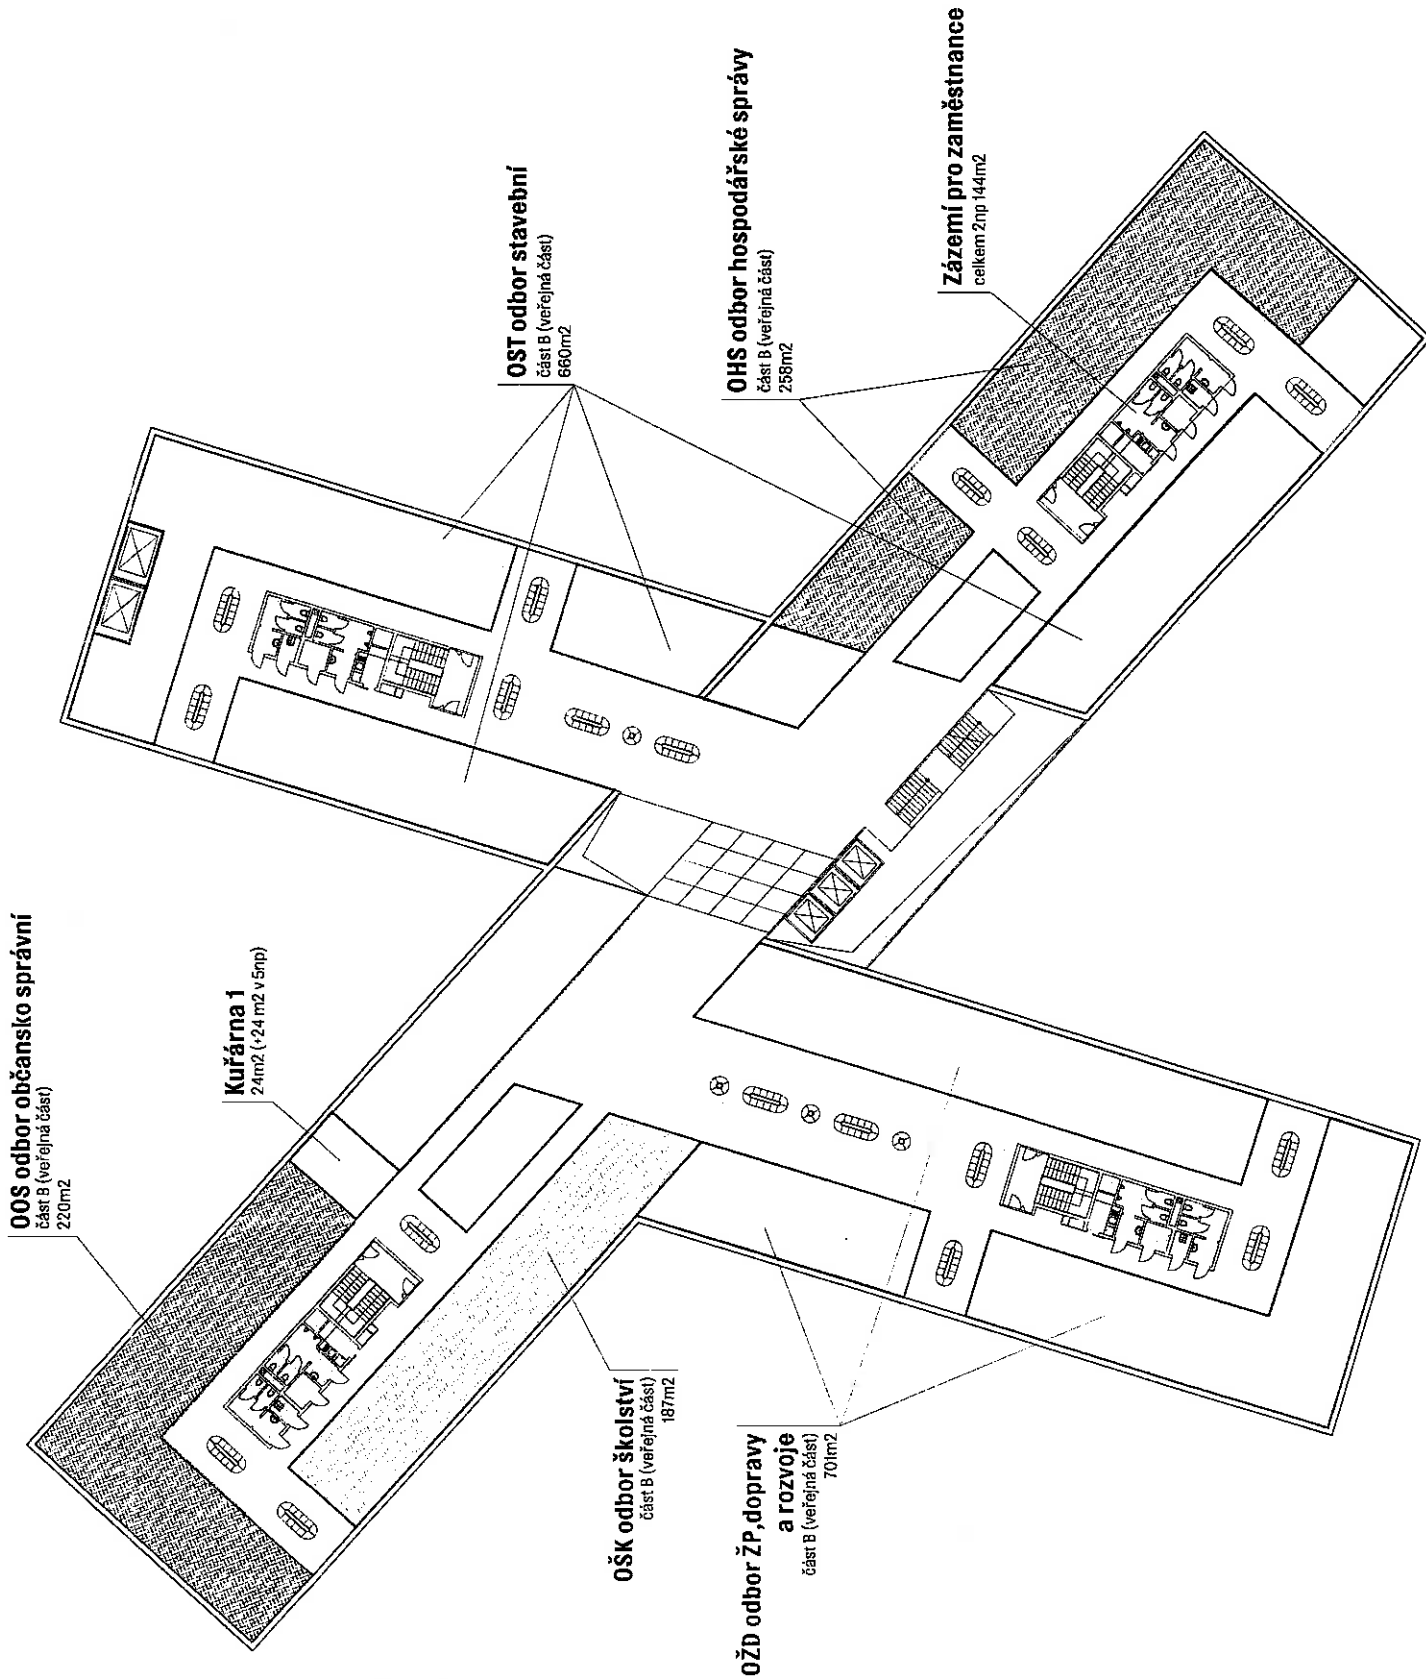 OOS odbor občansko správní
část B (veřejná část)
220m2
Kuřárna 1
24m2 (+24 m2 v 5np)
OST odbor stavební
část B (veřejná část)
660m2
OHS odbor hospodářské správy
část B (veřejná část)
258m2
Zázemí pro zaměstnance
celkem 2np 144m2
OŠK odbor školství
část B (veřejná část)
187m2
OŽD odbor ŽP,dopravy
a rozvoje
část B (veřejná část)
701m2